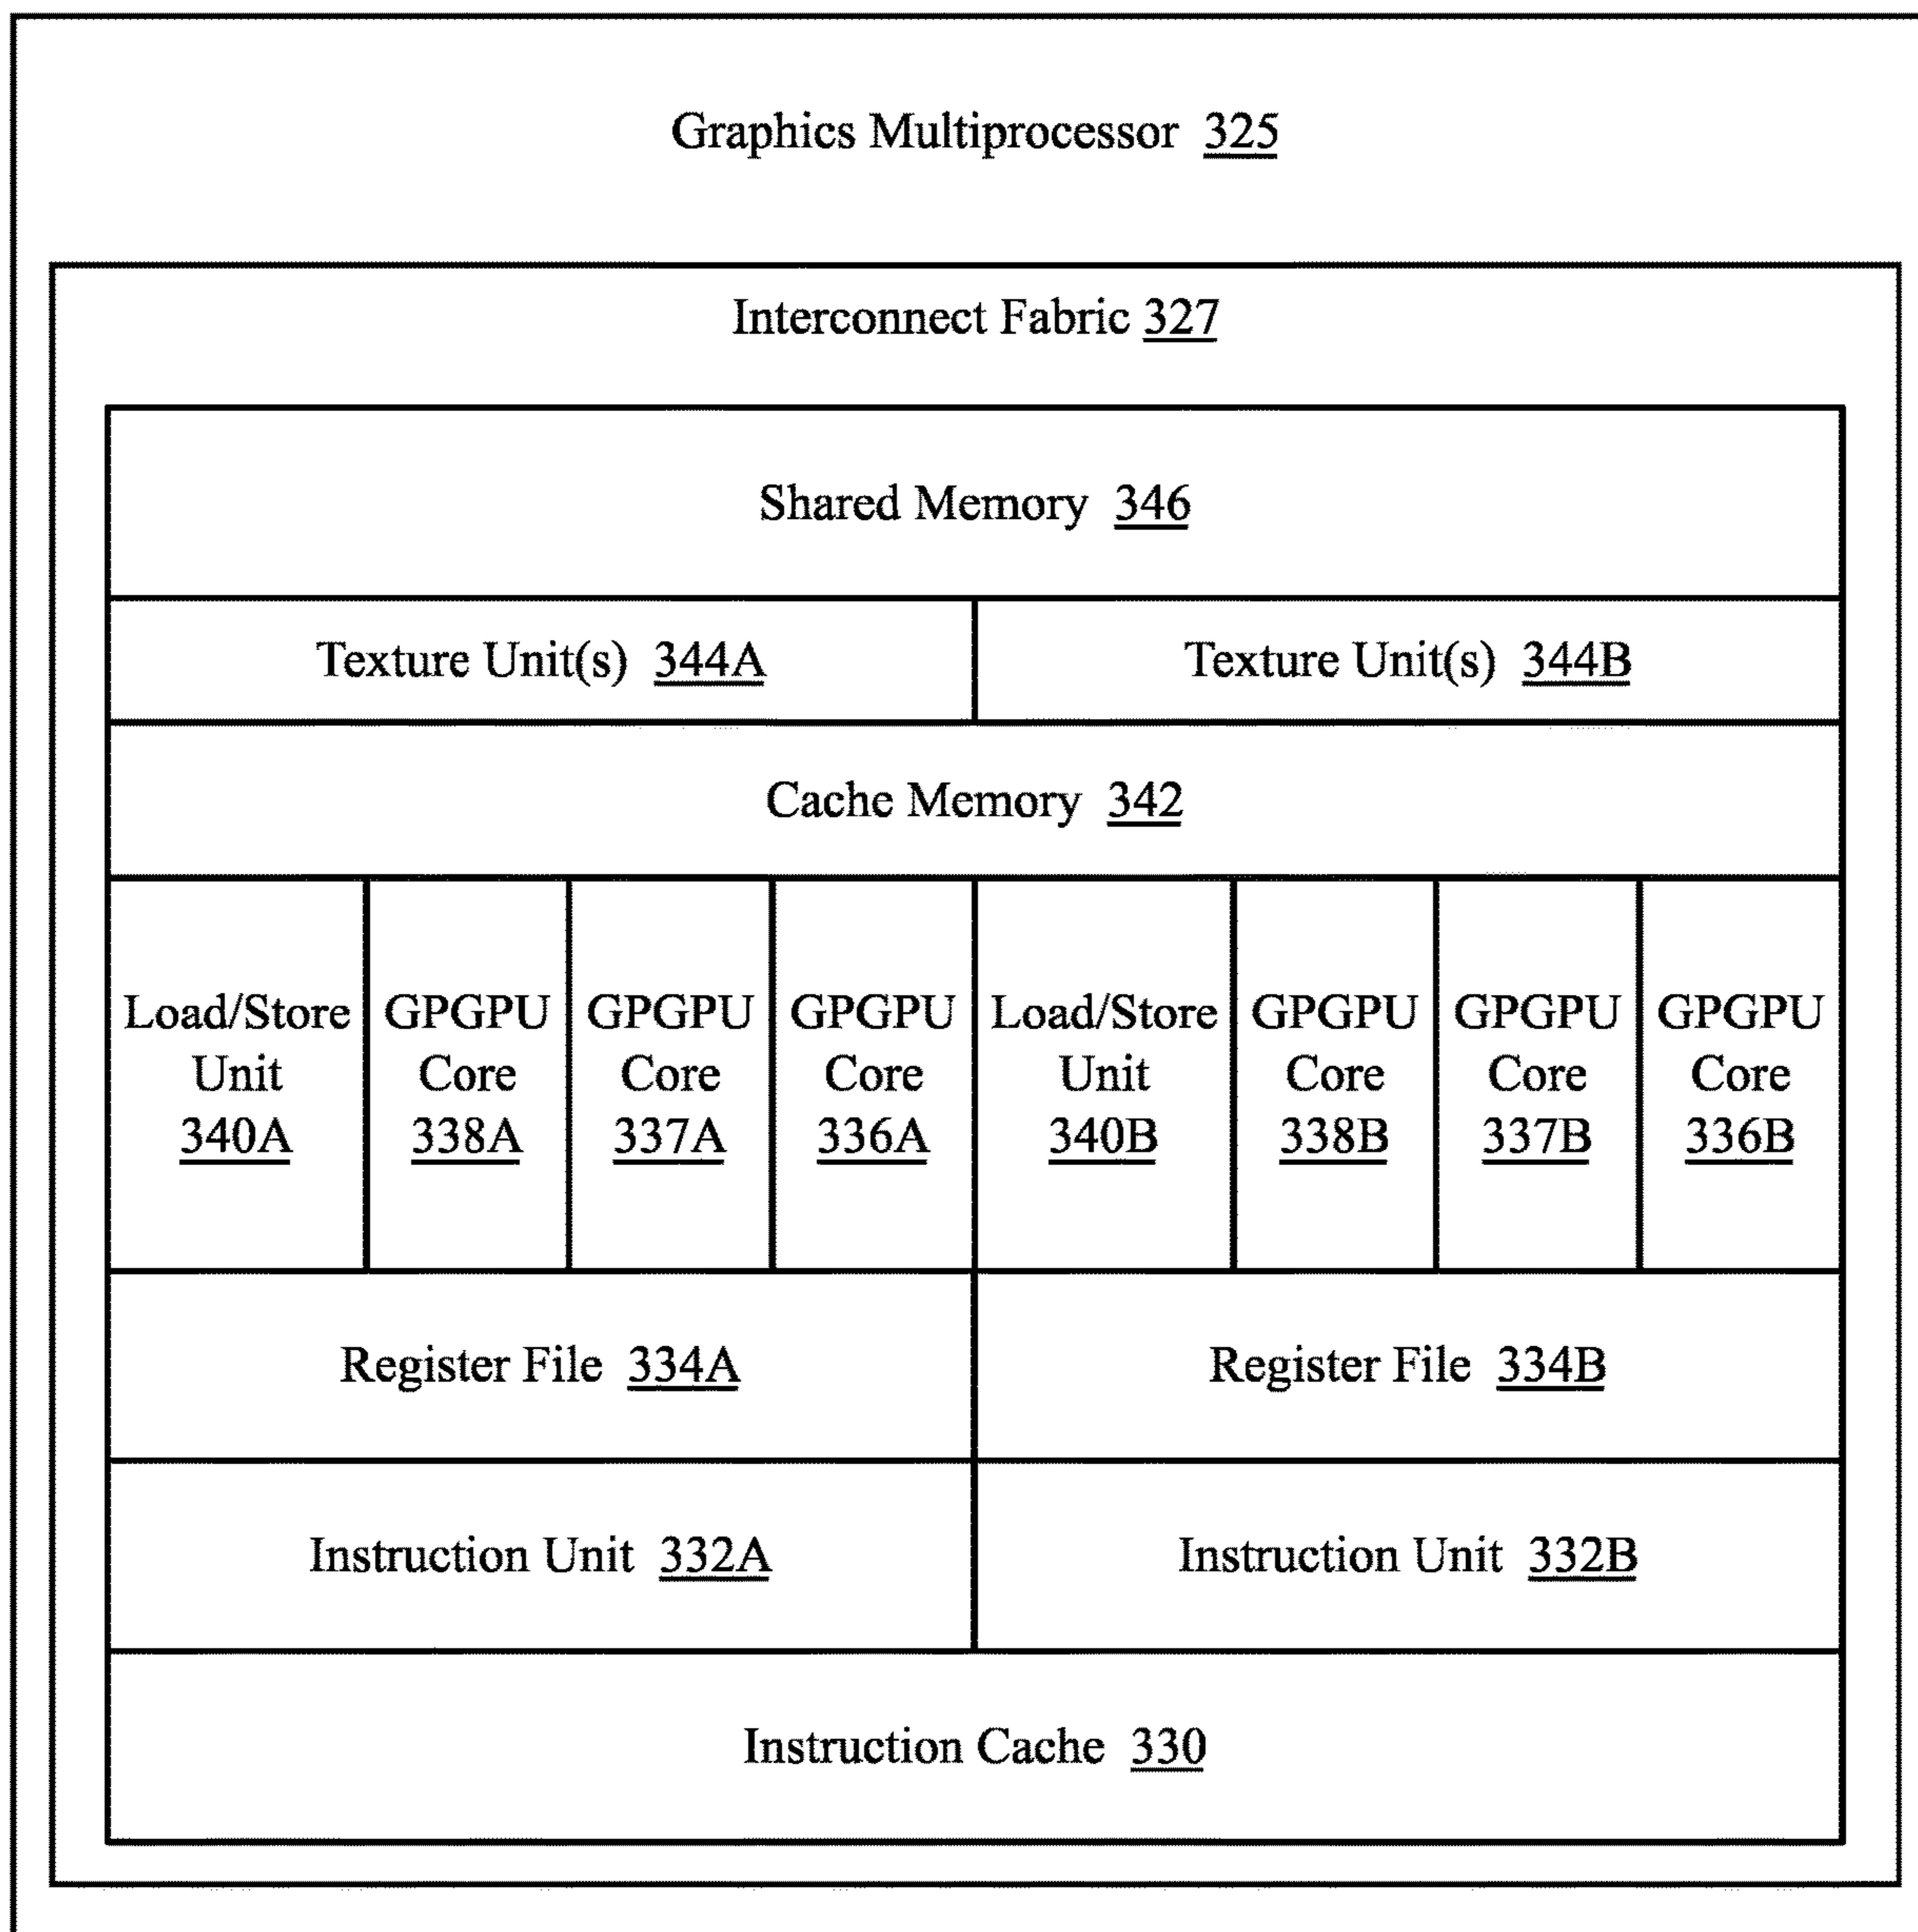 Graphics Multiprocessor 325
Interconnect Fabric 327
Shared Memory 346
Texture Unit(s) 344A
Texture Unit(s) 344B
Cache Memory 342
Load/Store
Unit
340A
GPGPU
Core
338A
GPGPU
Core
337A
GPGPU
Core
336A
Load/Store
Unit
340B
GPGPU
Core
338B
GPGPU
Core
337B
GPGPU
Core
336B
Register File 334A
Register File 334B
Instruction Unit 332A
Instruction Unit 332B
Instruction Cache 330